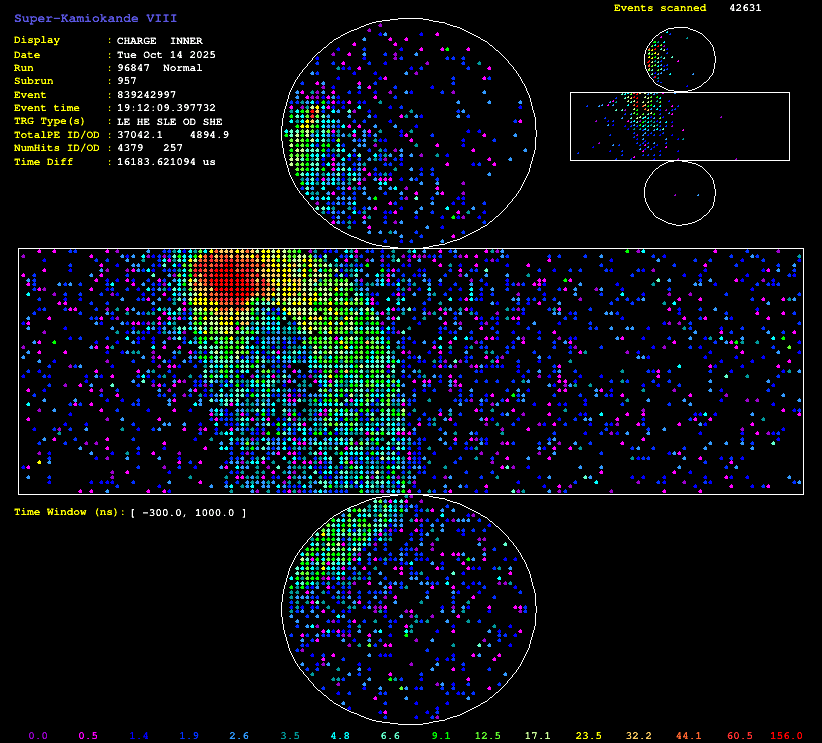 Super-Kamiokande VIII
Events scanned 42631
Display : CHARGE INNER
Date : Tue Oct 14 2025
Run : 96847 Normal
Subrun : 957
Event : 839242997
Event time : 19:12:09.397732
TRG Type(s) : LE HE SLE OD SHE
TotalPE ID/OD : 37042.1 4894.9
NumHits ID/OD : 4379 257
Time Diff : 16183.621094 us
Time Window (ns): [ -300.0, 1000.0 ]
0.0 0.5 1.4 1.9 2.6 3.5 4.8 6.6 9.1 12.5 17.1 23.5 32.2 44.1 60.5 156.0